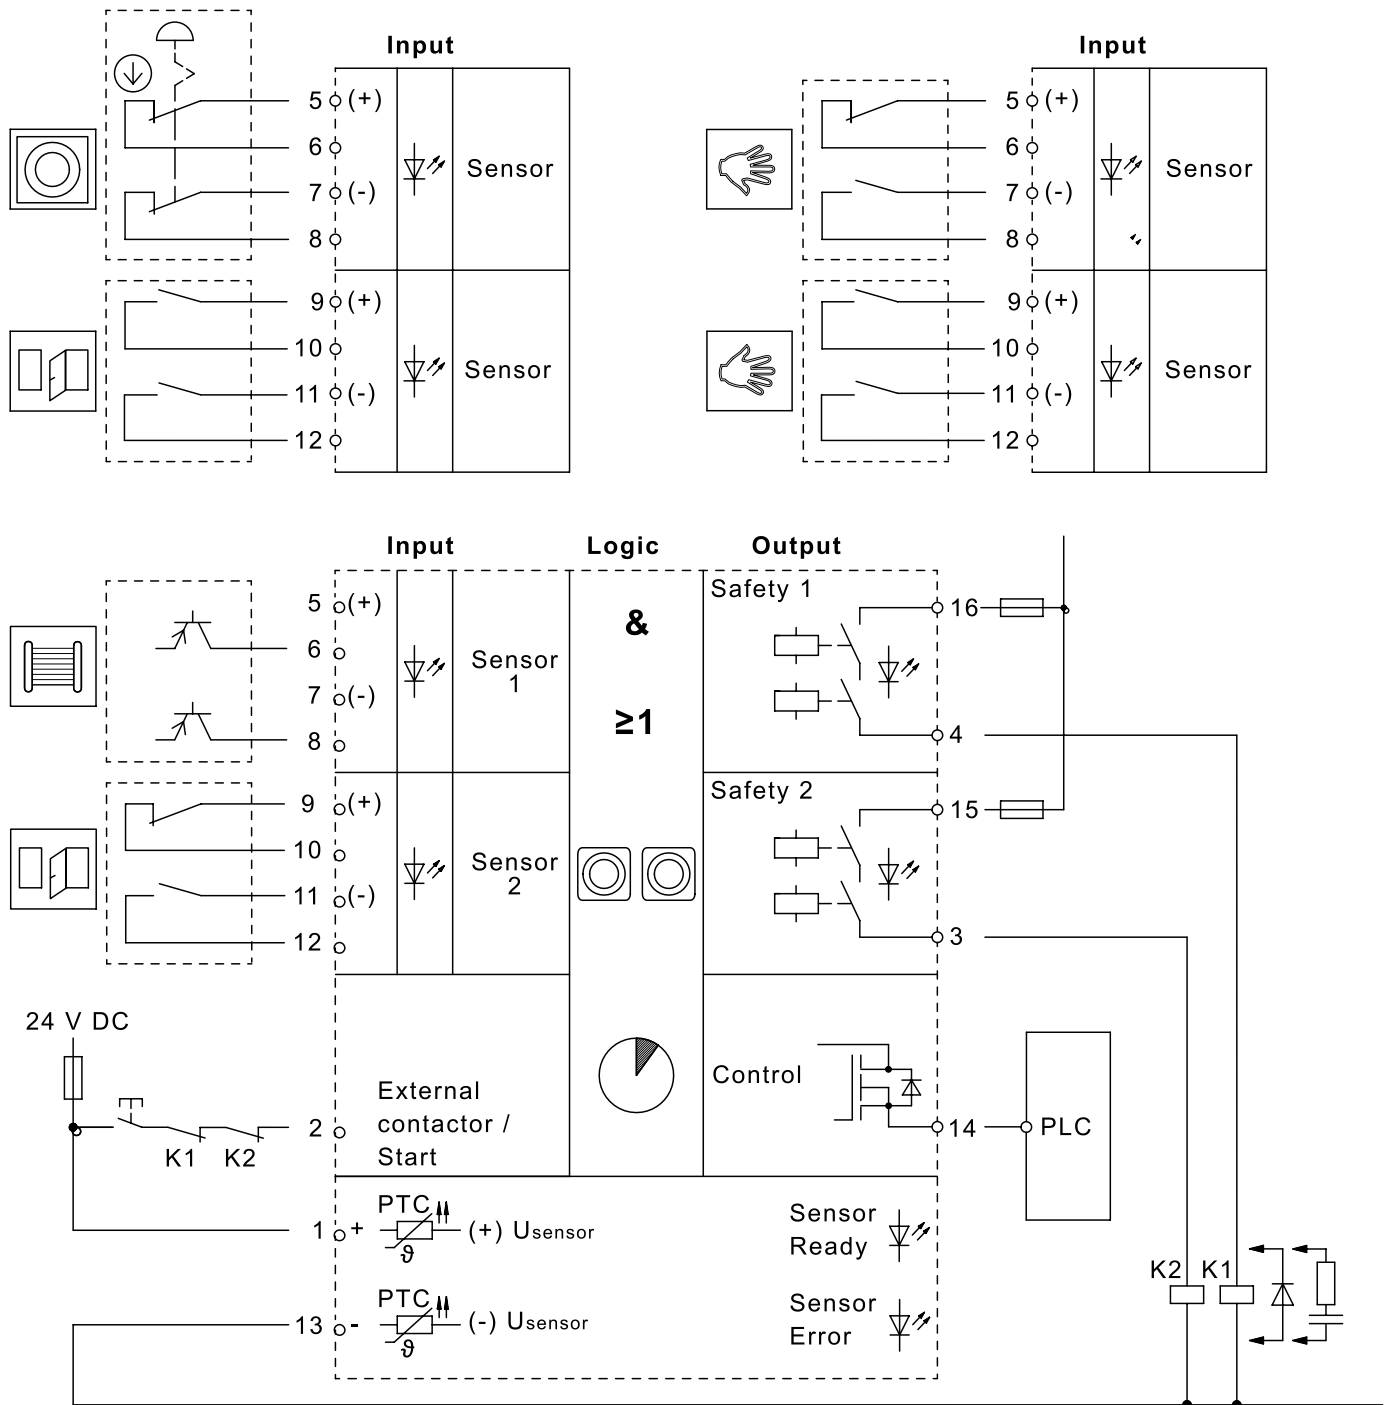 Input
5 (+)
6
Sensor
7 (-)
8
9 (+)
10
Sensor
11 (-)
12
Input
5 (+)
6
Sensor
7 (-)
8
9 (+)
10
Sensor
11 (-)
12
Input
Logic
Output
5 (+)
6
Sensor
1
7 (-)
8
9 (+)
10
Sensor
2
11 (-)
12
&
≥1
Safety 1
16
4
Safety 2
15
3
24 V DC
K1 K2
2
External
contactor /
Start
Control
14
PLC
1 +
PTC
ϑ
(+) Usensor
Sensor
Ready
13 -
PTC
ϑ
(-) Usensor
Sensor
Error
K2 K1